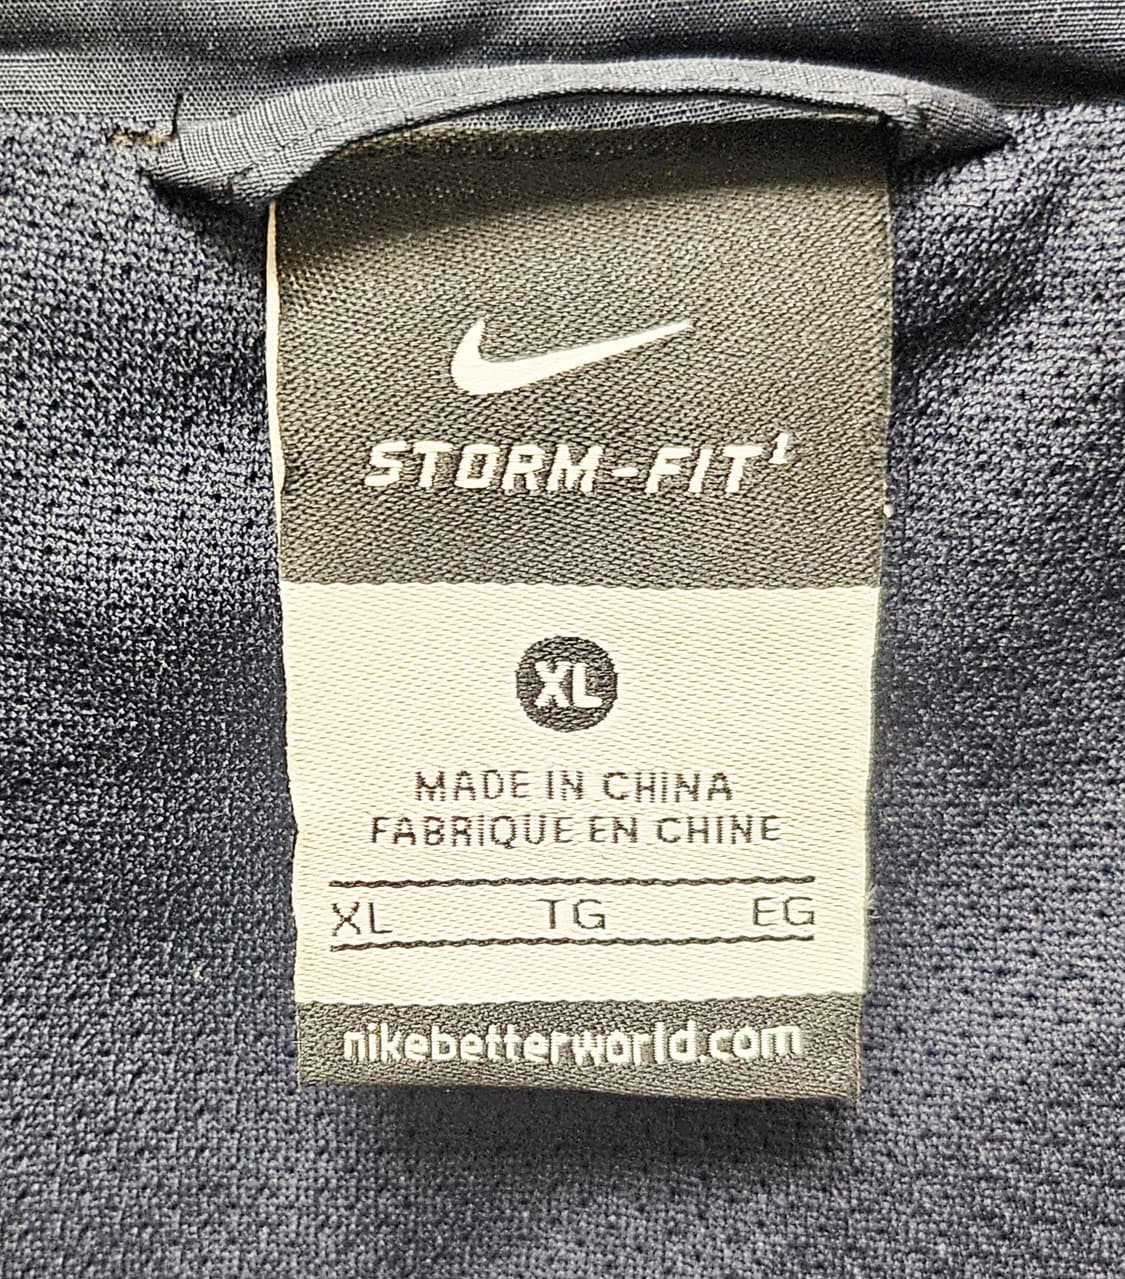 STORM-FIT¹
XL
MADE IN CHINA
FABRIQUE EN CHINE
XL TG EG
nikebetterworld.com